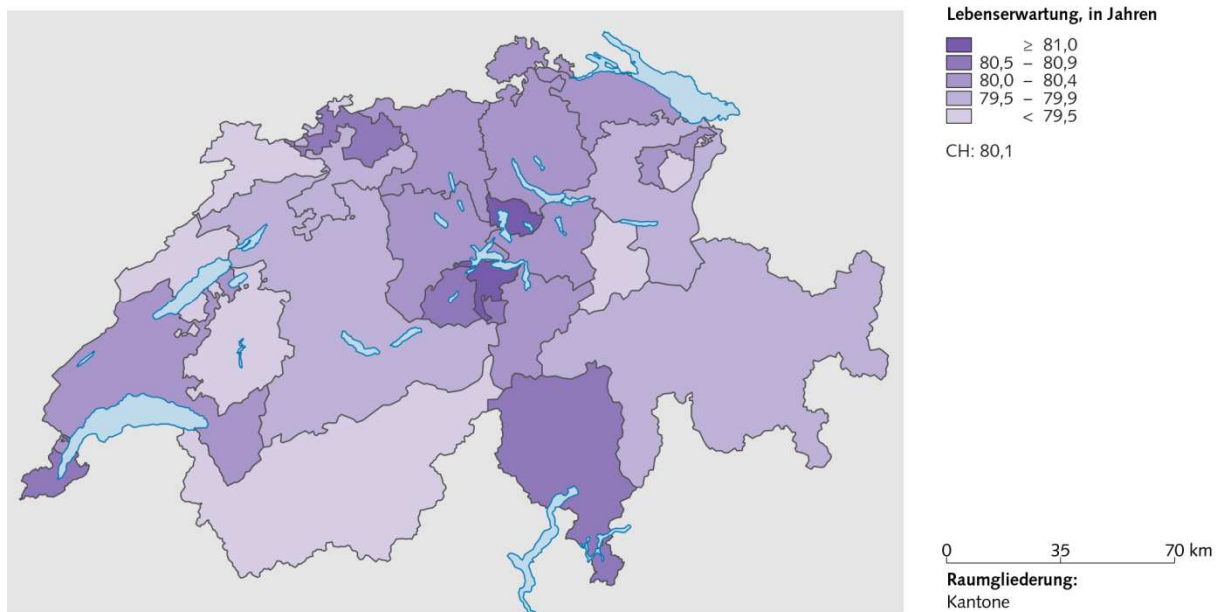 Lebenserwartung, in Jahren
≥ 81,0
80,5 – 80,9
80,0 – 80,4
79,5 – 79,9
< 79,5
CH: 80,1
0 35 70 km
Raumgliederung:
Kantone